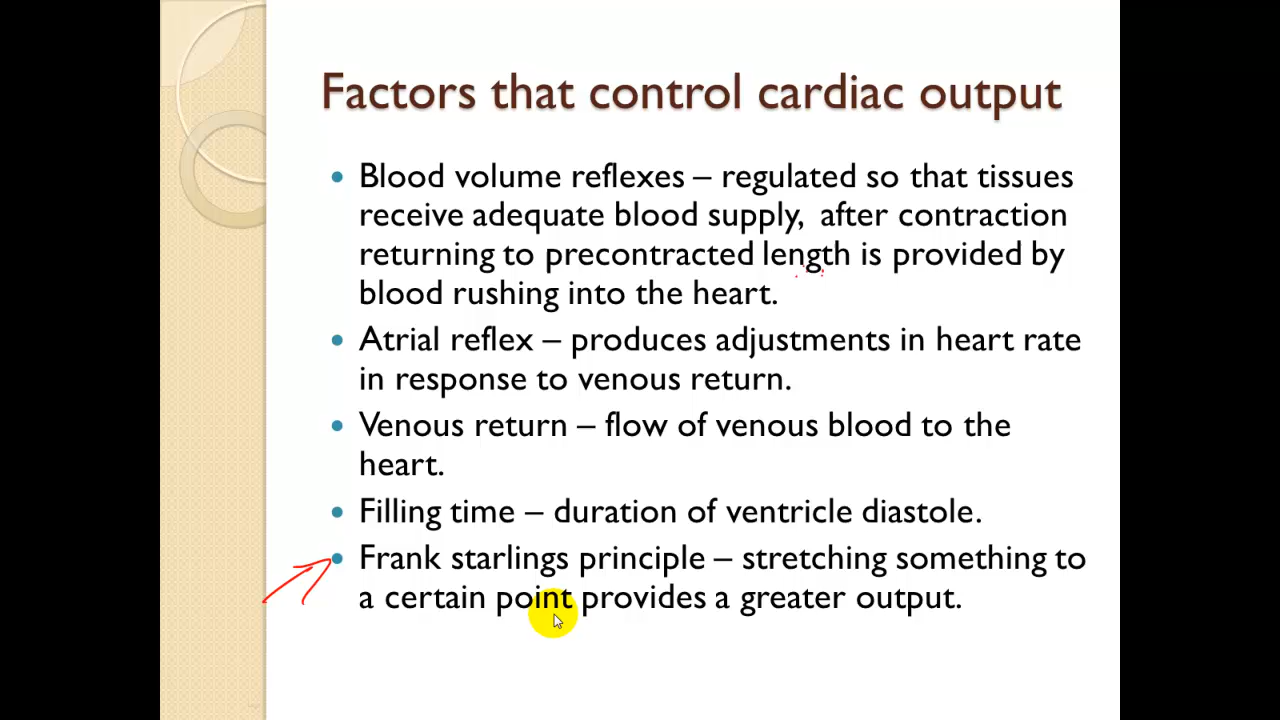 Factors that control cardiac output
• Blood volume reflexes – regulated so that tissues
receive adequate blood supply,  after contraction
returning to precontracted length is provided by
blood rushing into the heart.
• Atrial reflex – produces adjustments in heart rate
in response to venous return.
• Venous return – flow of venous blood to the
heart.
• Filling time – duration of ventricle diastole.
• Frank starlings principle – stretching something to
a certain point provides a greater output.